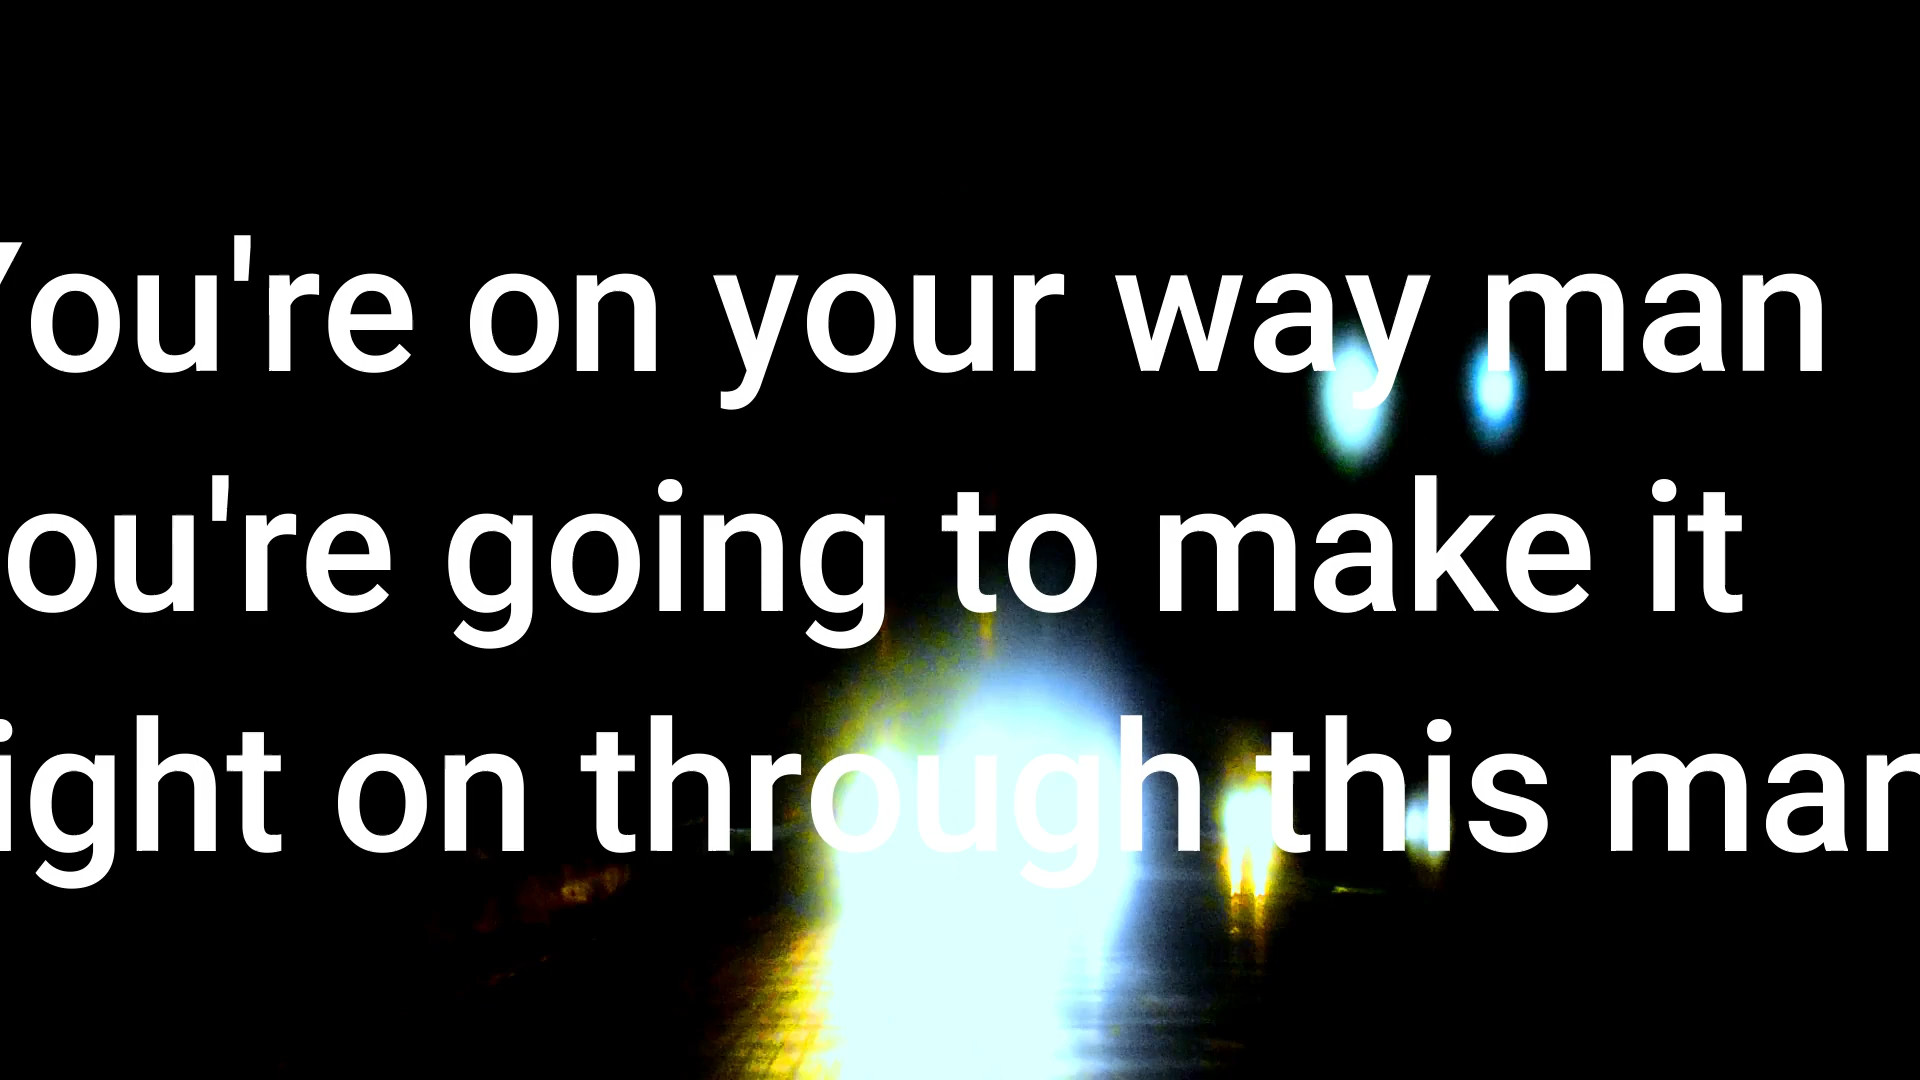 You're on your way man
ou're going to make it
ight on through this man